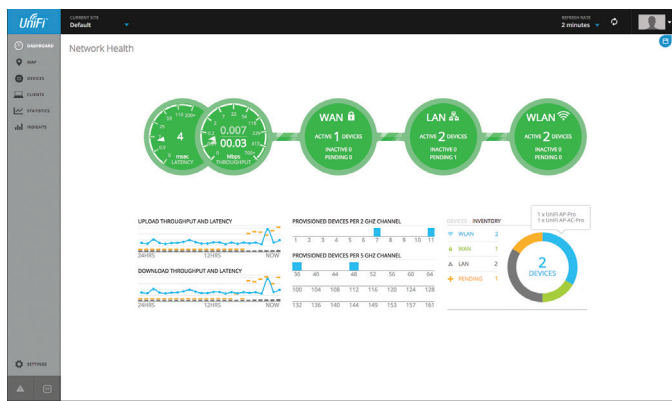 UniFi
CURRENT SITE
Default
REFRESH RATE
2 minutes
DASHBOARD
MAP
DEVICES
CLIENTS
STATISTICS
INSIGHTS
SETTINGS
Network Health
4
msec
LATENCY
0.007
00.03
Mbps
THROUGHPUT
WAN
ACTIVE 1 DEVICES
INACTIVE 0
PENDING 0
LAN
ACTIVE 2 DEVICES
INACTIVE 0
PENDING 1
WLAN
ACTIVE 2 DEVICES
INACTIVE 0
PENDING 0
UPLOAD THROUGHPUT AND LATENCY
24HRS 12HRS NOW
DOWNLOAD THROUGHPUT AND LATENCY
24HRS 12HRS NOW
PROVISIONED DEVICES PER 2 GHZ CHANNEL
1 2 3 4 5 6 7 8 9 10 11
PROVISIONED DEVICES PER 5 GHZ CHANNEL
36 40 44 48 52 56 60 64
100 104 108 112 116 120 124 128
132 136 140 144 149 153 157 161
DEVICES INVENTORY
WLAN 2
WAN 1
LAN 2
PENDING 1
1 x UniFi AP-Pro
1 x UniFi AP-AC-Pro
2
DEVICES